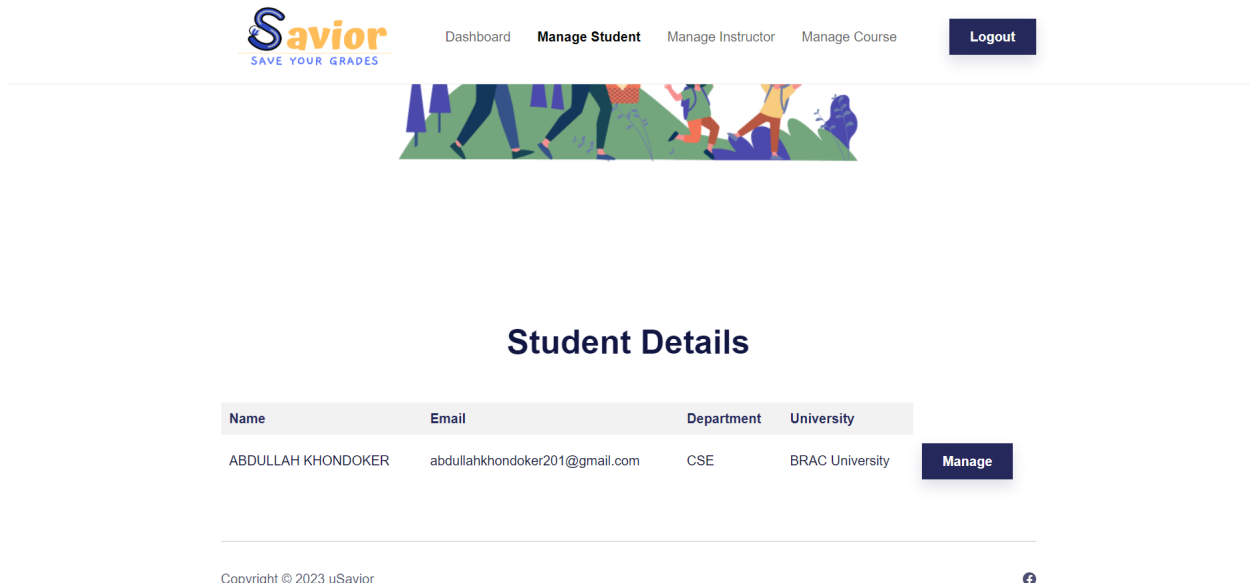 Savior
SAVE YOUR GRADES
Dashboard Manage Student Manage Instructor Manage Course Logout
Student Details
Name Email Department University
ABDULLAH KHONDOKER abdullahkhondoker201@gmail.com CSE BRAC University Manage
Copyright © 2023 uSavior